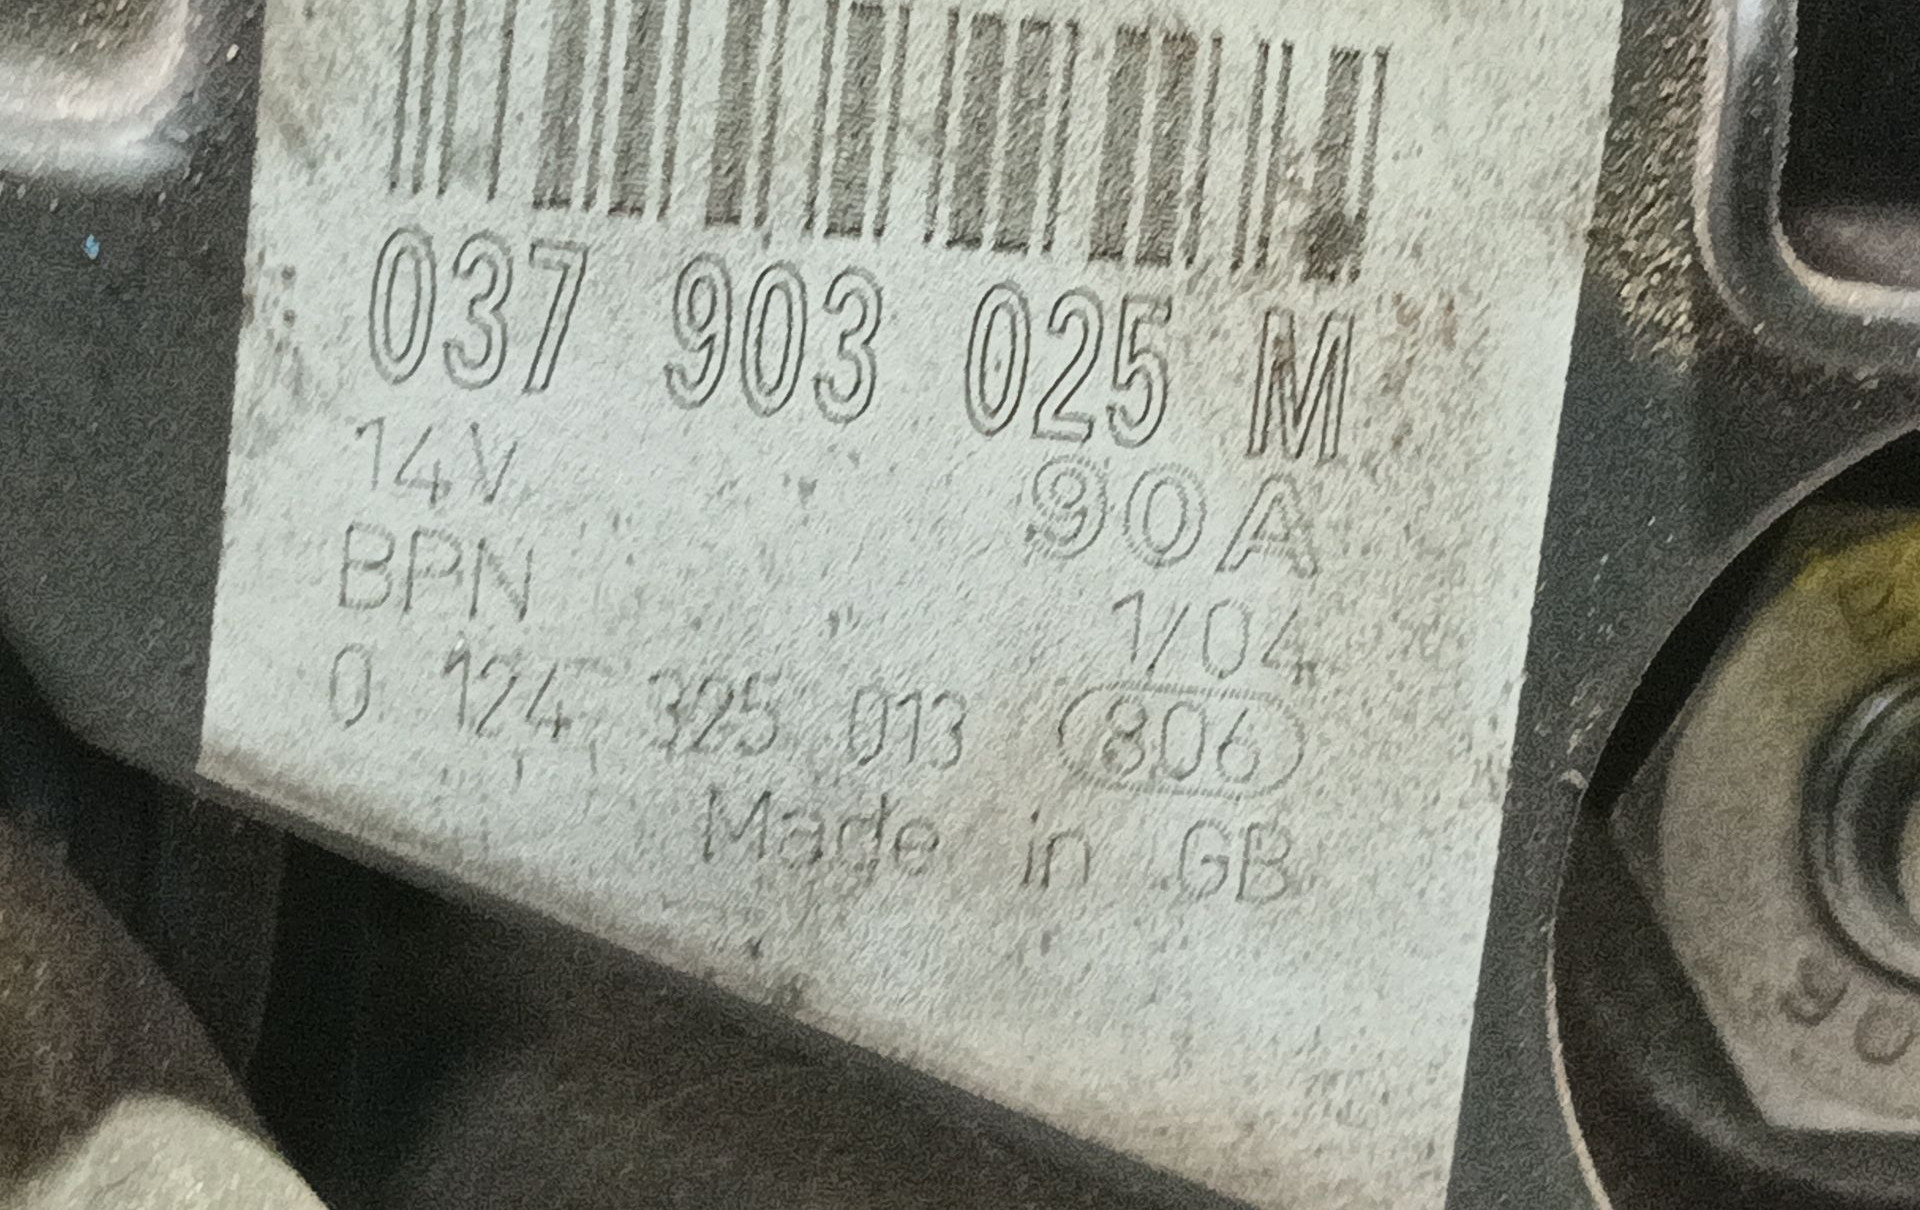 037 903 025 M
14V 90A
BPN 1/04
0 124 325 013 806
Made in GB